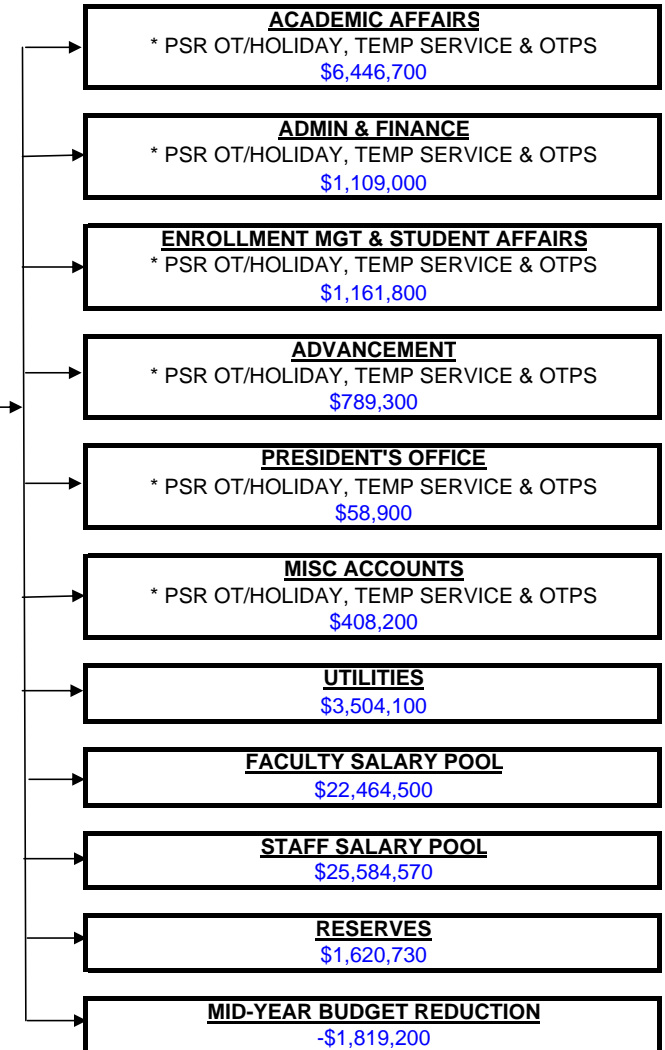 ACADEMIC AFFAIRS
* PSR OT/HOLIDAY, TEMP SERVICE & OTPS
$6,446,700
ADMIN & FINANCE
* PSR OT/HOLIDAY, TEMP SERVICE & OTPS
$1,109,000
ENROLLMENT MGT & STUDENT AFFAIRS
* PSR OT/HOLIDAY, TEMP SERVICE & OTPS
$1,161,800
ADVANCEMENT
* PSR OT/HOLIDAY, TEMP SERVICE & OTPS
$789,300
PRESIDENT'S OFFICE
* PSR OT/HOLIDAY, TEMP SERVICE & OTPS
$58,900
MISC ACCOUNTS
* PSR OT/HOLIDAY, TEMP SERVICE & OTPS
$408,200
UTILITIES
$3,504,100
FACULTY SALARY POOL
$22,464,500
STAFF SALARY POOL
$25,584,570
RESERVES
$1,620,730
MID-YEAR BUDGET REDUCTION
-$1,819,200